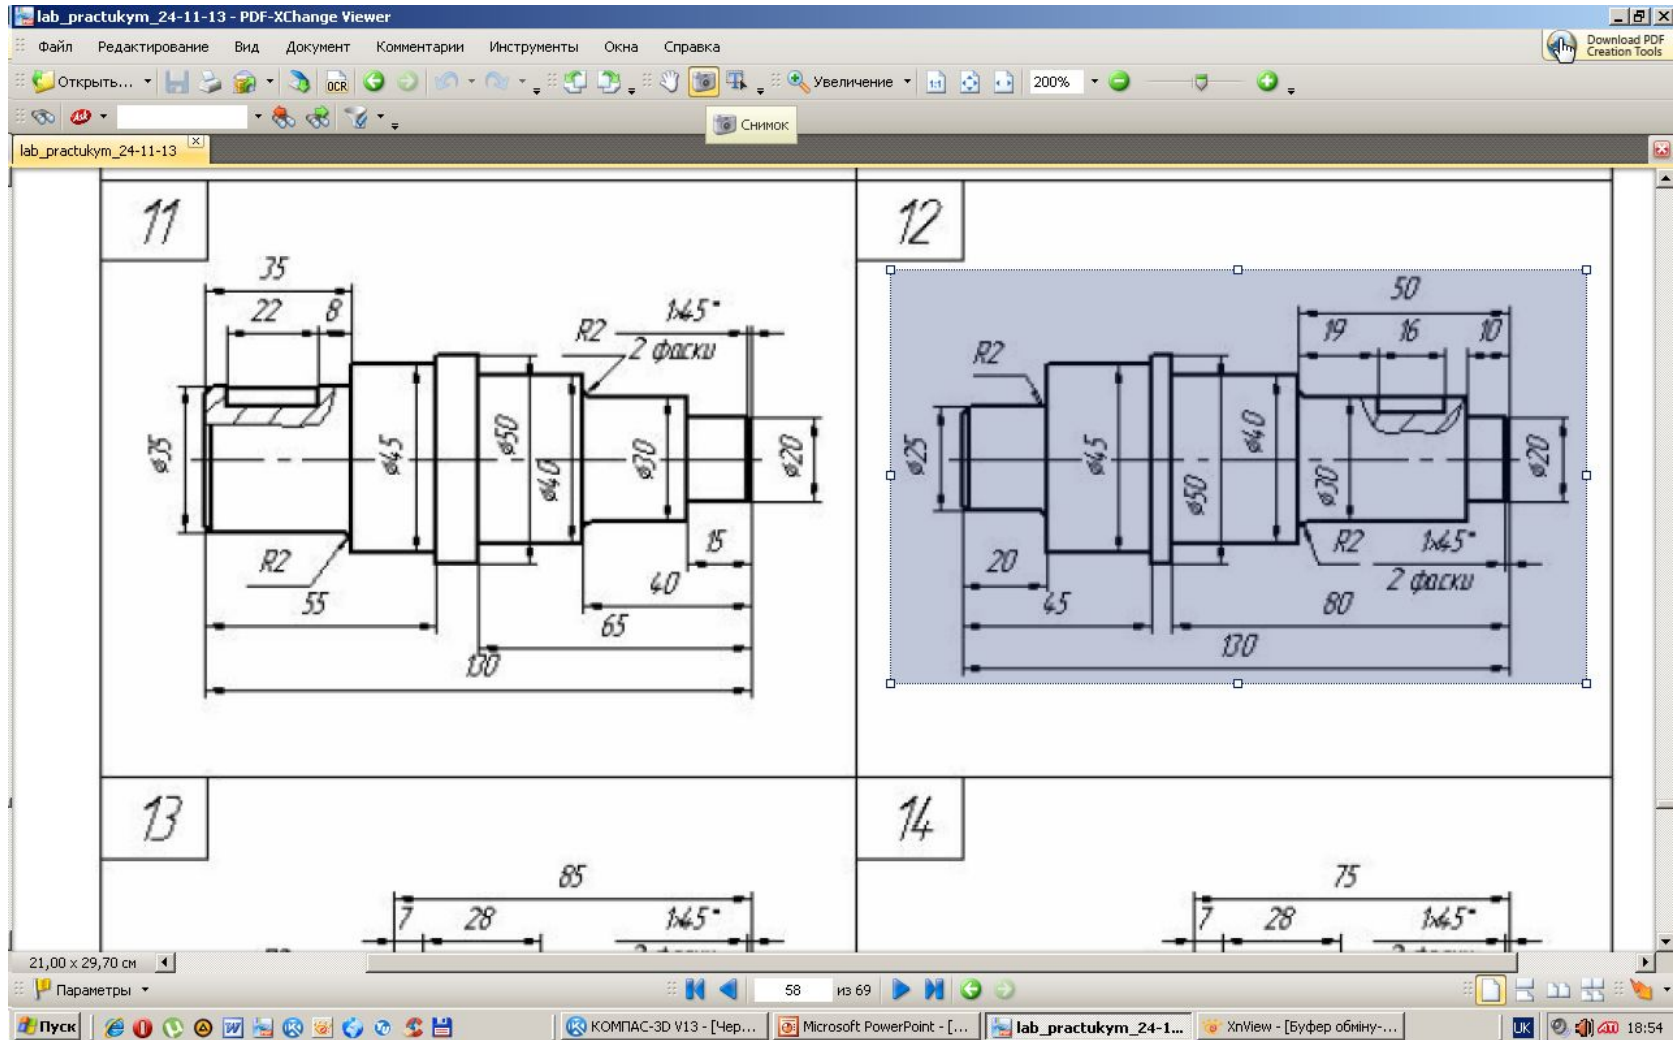 lab_practukym_24-11-13 - PDF-XChange Viewer
Файл Редактирование Вид Документ Комментарии Инструменты Окна Справка
Download PDF
Creation Tools
Открыть... OCR Увеличение 1:1 200%
Ask
Снимок
lab_practukym_24-11-13
11
35
22 8
R2
1x45°
2 фаски
⌀35
⌀45
⌀50
⌀40
⌀30
⌀20
R2
15
40
55
65
130
12
50
19 16 10
R2
⌀25
⌀45
⌀50
⌀40
⌀30
⌀20
R2
1x45°
2 фаски
20
45
80
130
13
85
7 28
1x45°
14
75
7 28
1x45°
21,00 x 29,70 см
Параметры 58 из 69
Пуск КОМПАС-3D V13 - [Чер... Microsoft PowerPoint - [... lab_practukym_24-1... XnView - [Буфер обміну-... UK 18:54